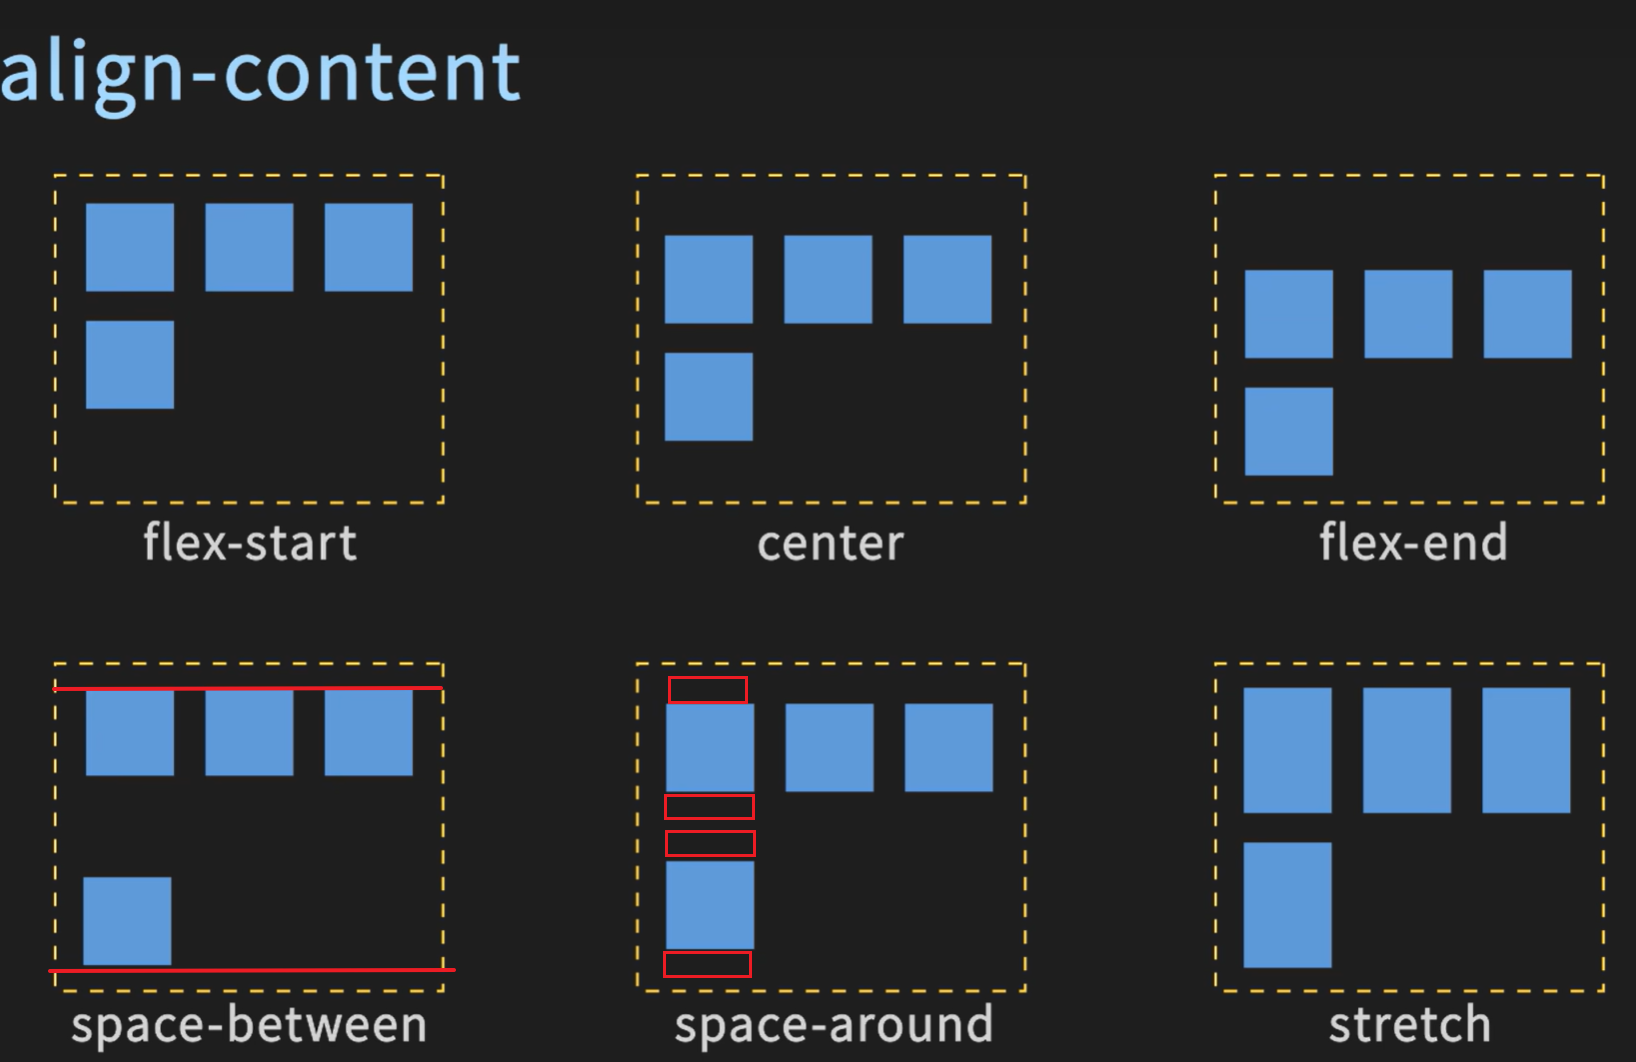 align-content
flex-start
center
flex-end
space-between
space-around
stretch